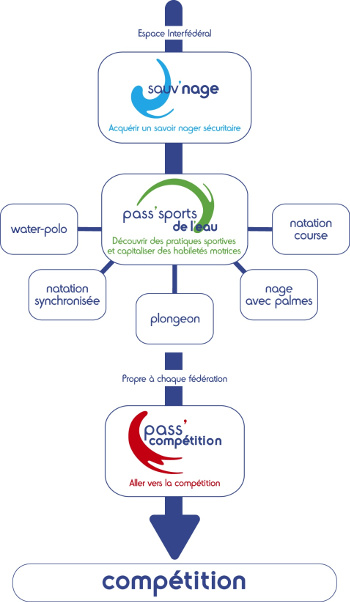 Espace Interfédéral
sauv'nage
Acquérir un savoir nager sécuritaire
pass'sports
de l'eau
Découvrir des pratiques sportives
et capitaliser des habiletés motrices
water-polo
natation
course
natation
synchronisée
plongeon
nage
avec palmes
Propre à chaque fédération
pass'
compétition
Aller vers la compétition
compétition